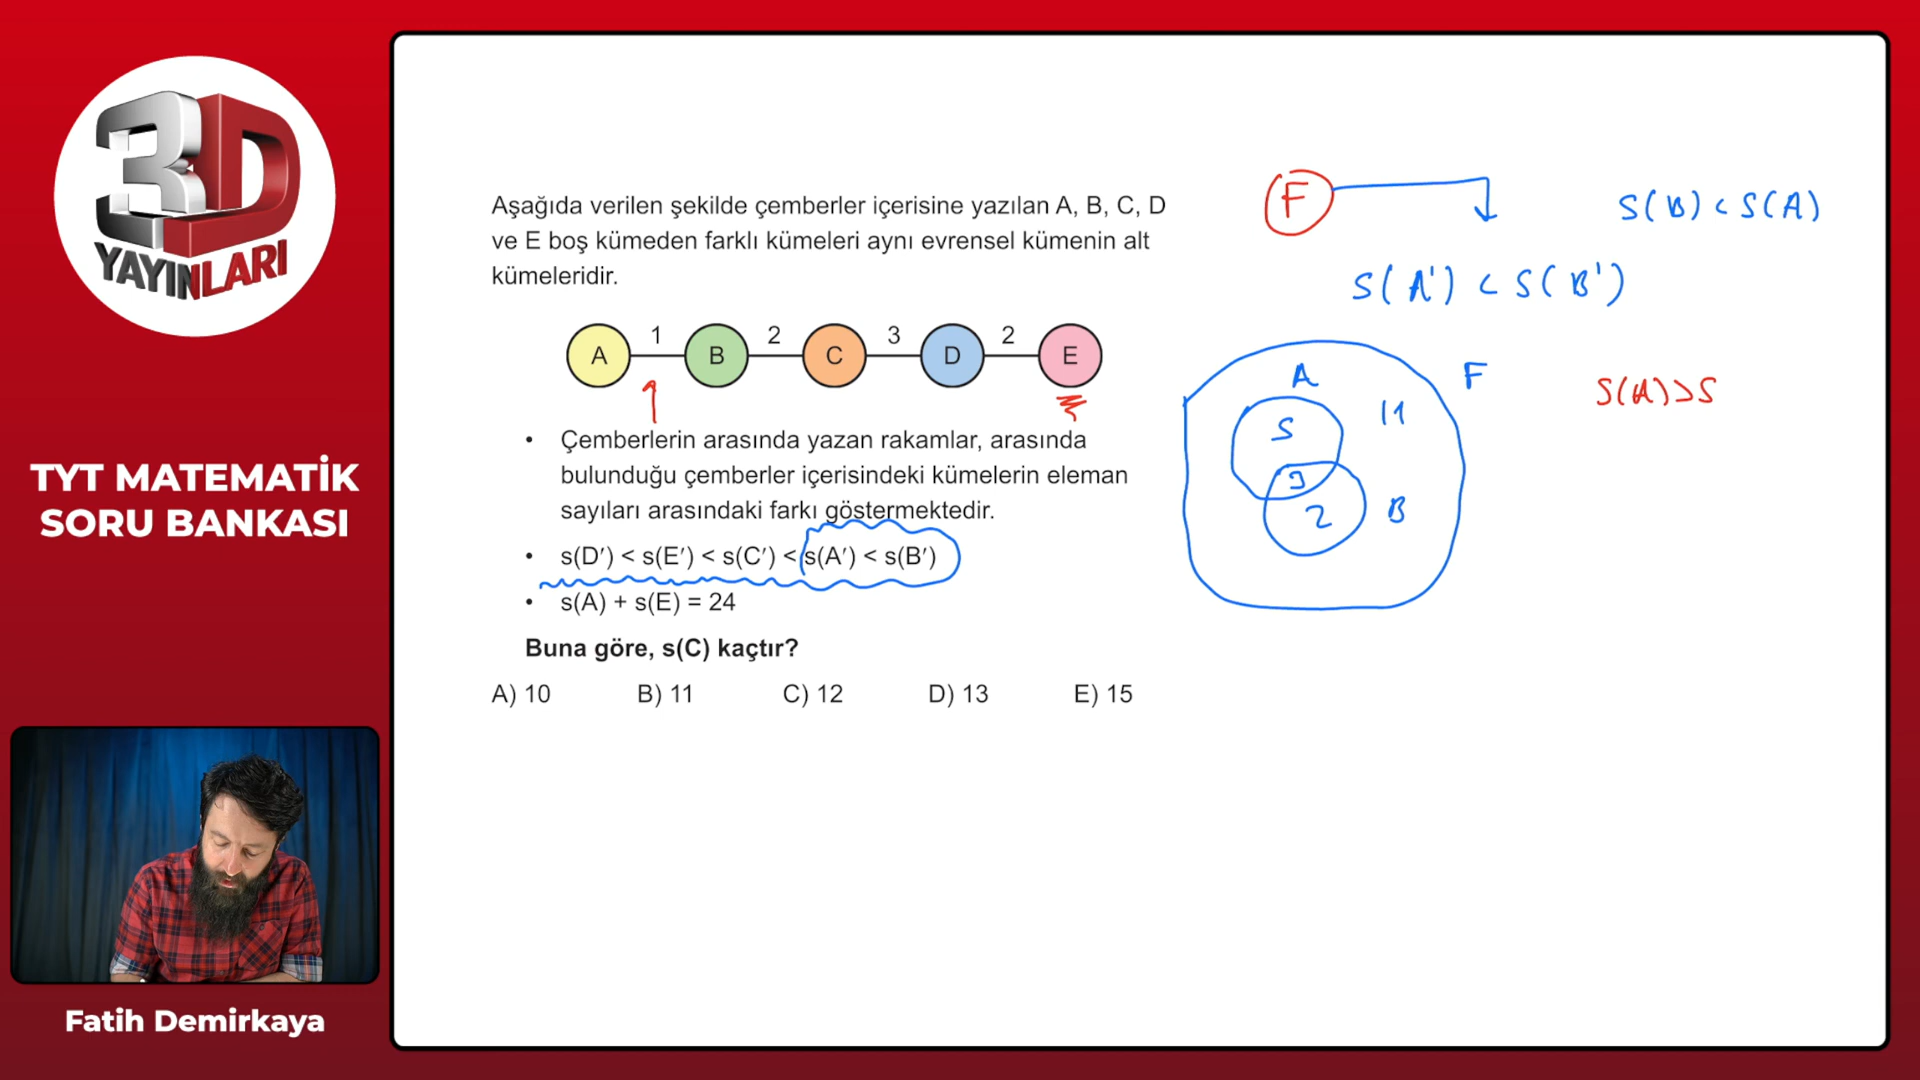 3D
YAYINLARI
TYT MATEMATİK
SORU BANKASI
Fatih Demirkaya
Aşağıda verilen şekilde çemberler içerisine yazılan A, B, C, D
ve E boş kümeden farklı kümeleri aynı evrensel kümenin alt
kümeleridir.
A 1 B 2 C 3 D 2 E
• Çemberlerin arasında yazan rakamlar, arasında
bulunduğu çemberler içerisindeki kümelerin eleman
sayıları arasındaki farkı göstermektedir.
• s(D′) < s(E′) < s(C′) < s(A′) < s(B′)
• s(A) + s(E) = 24
Buna göre, s(C) kaçtır?
A) 10 B) 11 C) 12 D) 13 E) 15
F
S(B) < S(A)
S(A') < S(B')
A F
S 11
S(A)>S
2 B